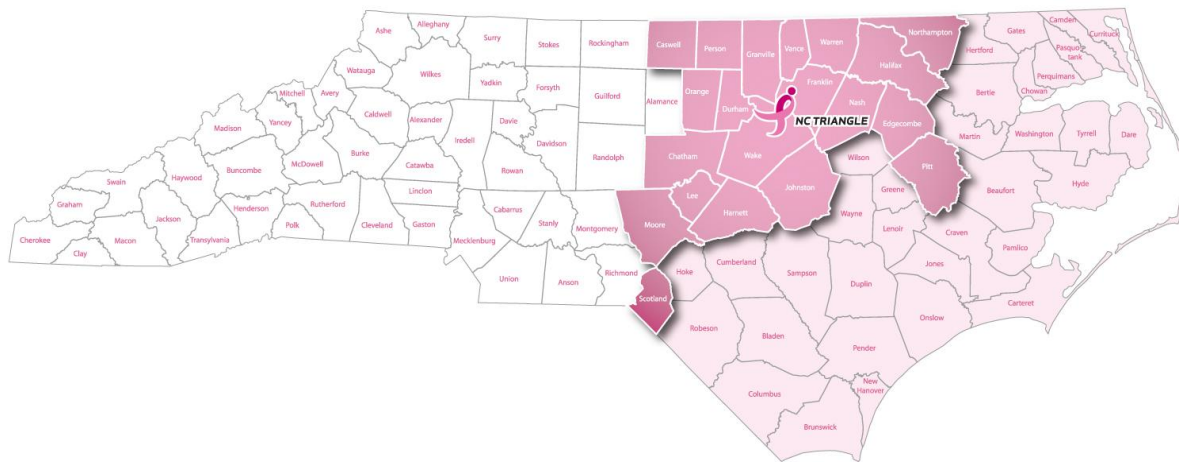 Ashe
Alleghany
Surry
Stokes
Rockingham
Caswell
Person
Granville
Vance
Warren
Northampton
Hertford
Gates
Camden
Currituck
Pasquo-
tank
Perquimans
Chowan
Halifax
Bertie
Watauga
Wilkes
Yadkin
Forsyth
Guilford
Alamance
Orange
Durham
Franklin
Nash
Edgecombe
NC TRIANGLE
Martin
Washington
Tyrrell
Dare
Mitchell
Avery
Yancey
Madison
Caldwell
Alexander
Iredell
Davie
Davidson
Randolph
Chatham
Wake
Wilson
Pitt
Beaufort
Hyde
Swain
Haywood
Buncombe
McDowell
Burke
Catawba
Rowan
Lee
Johnston
Greene
Graham
Jackson
Henderson
Rutherford
Cleveland
Linclon
Gaston
Cabarrus
Stanly
Montgomery
Moore
Harnett
Wayne
Lenoir
Craven
Pamilco
Cherokee
Clay
Macon
Transylvania
Polk
Mecklenburg
Union
Anson
Richmond
Scotland
Hoke
Cumberland
Sampson
Duplin
Jones
Carteret
Onslow
Robeson
Bladen
Pender
Columbus
New
Hanover
Brunswick